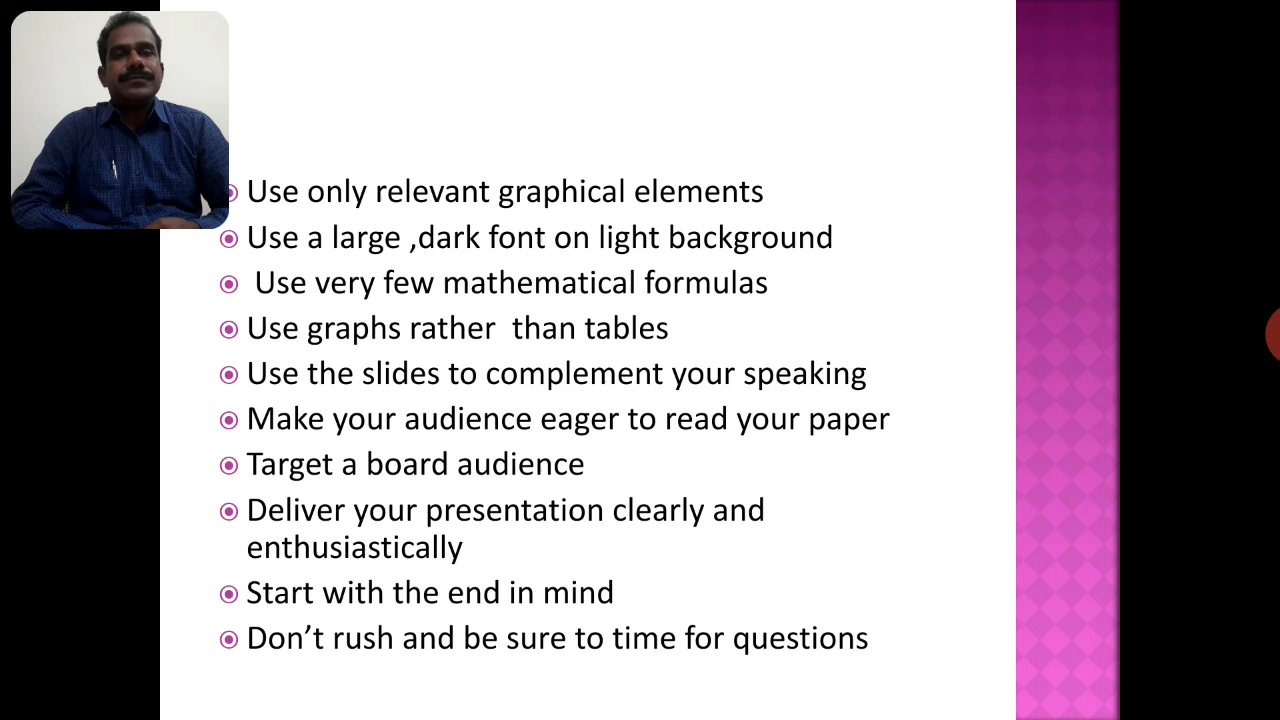 Use only relevant graphical elements
Use a large ,dark font on light background
Use very few mathematical formulas
Use graphs rather  than tables
Use the slides to complement your speaking
Make your audience eager to read your paper
Target a board audience
Deliver your presentation clearly and
enthusiastically
Start with the end in mind
Don’t rush and be sure to time for questions